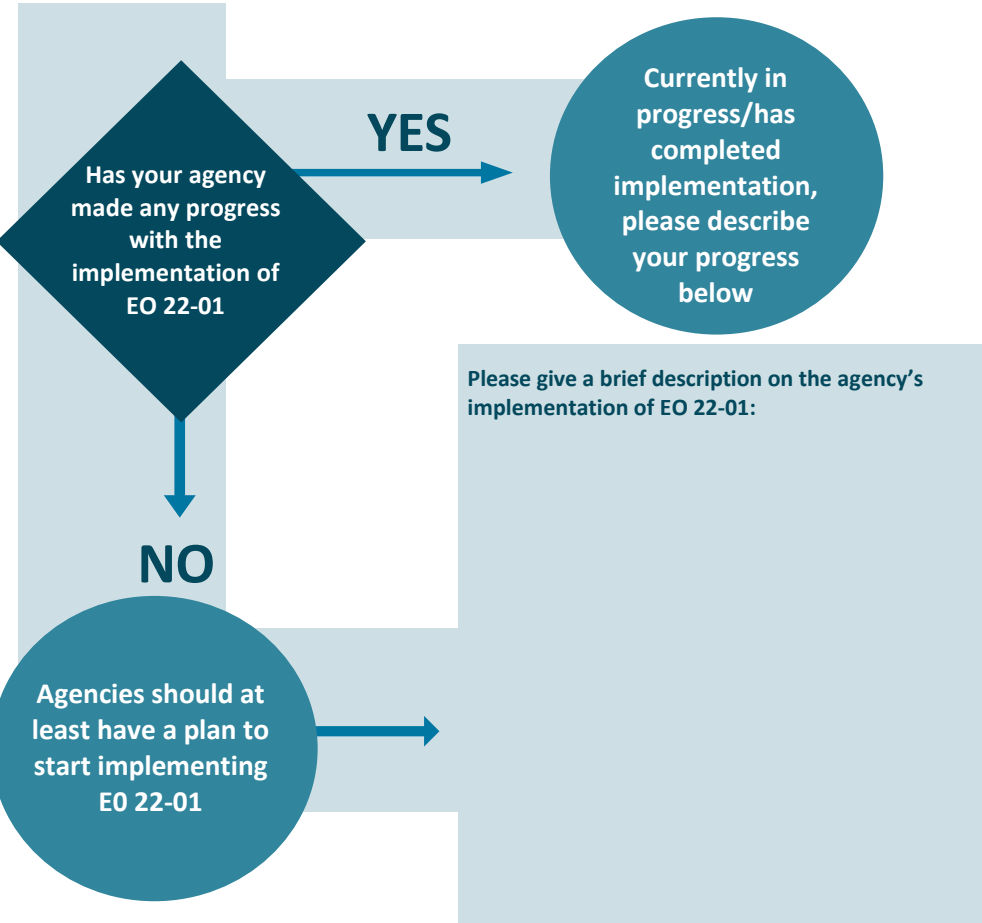 Has your agency
made any progress
with the
implementation of
EO 22-01
YES
Currently in
progress/has
completed
implementation,
please describe
your progress
below
Please give a brief description on the agency’s
implementation of EO 22-01:
NO
Agencies should at
least have a plan to
start implementing
E0 22-01